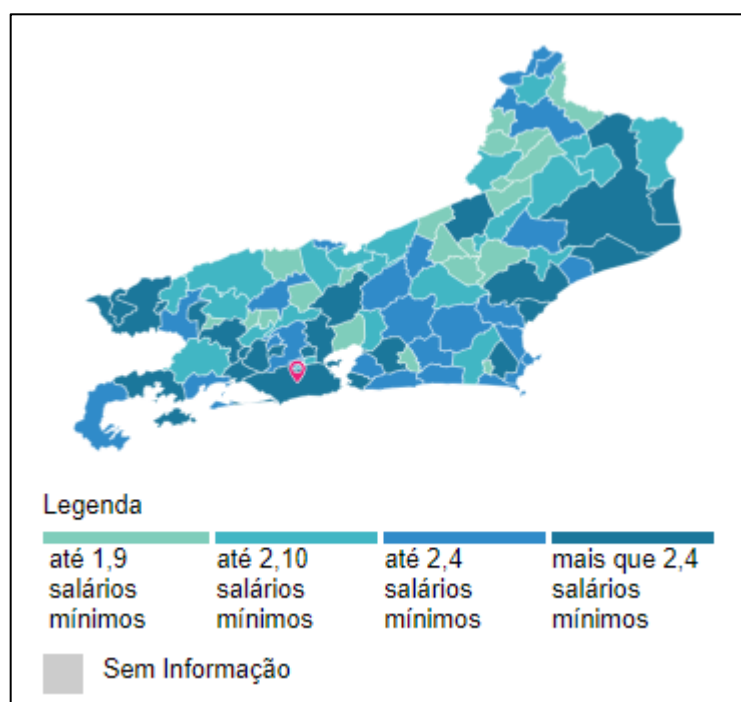 Legenda
até 1,9 salários mínimos
até 2,10 salários mínimos
até 2,4 salários mínimos
mais que 2,4 salários mínimos
Sem Informação